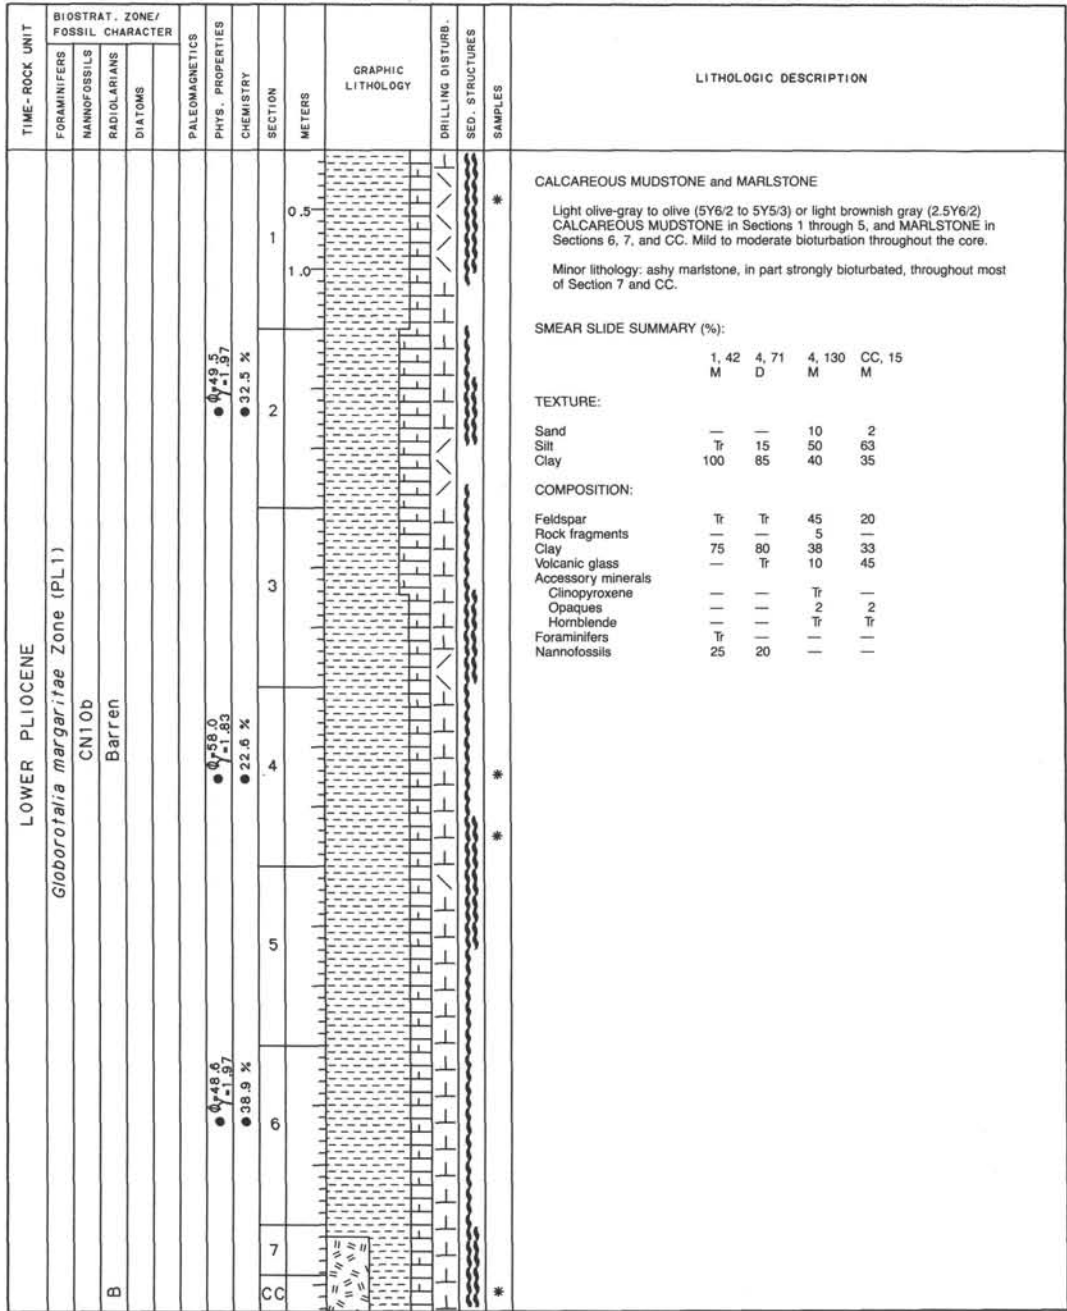 TIME-ROCK UNIT
BIOSTRAT. ZONE/
FOSSIL CHARACTER
FORAMINIFERS
NANNOFOSSILS
RADIOLARIANS
DIATOMS
PALEOMAGNETICS
PHYS. PROPERTIES
CHEMISTRY
SECTION
METERS
GRAPHIC
LITHOLOGY
DRILLING DISTURB.
SED. STRUCTURES
SAMPLES
LITHOLOGIC DESCRIPTION
LOWER PLIOCENE
Globorotalia margaritae Zone (PL1)
CN10b
Barren
B
● Φ=49.5
γ=1.97
● 32.5 %
● Φ=58.0
γ=1.83
● 22.6 %
● Φ=48.6
γ=1.97
● 38.9 %
1
2
3
4
5
6
7
CC
0.5
1.0
*
*
*
*
CALCAREOUS MUDSTONE and MARLSTONE
Light olive-gray to olive (5Y6/2 to 5Y5/3) or light brownish gray (2.5Y6/2)
CALCAREOUS MUDSTONE in Sections 1 through 5, and MARLSTONE in
Sections 6, 7, and CC. Mild to moderate bioturbation throughout the core.
Minor lithology: ashy marlstone, in part strongly bioturbated, throughout most
of Section 7 and CC.
SMEAR SLIDE SUMMARY (%):
1, 42 4, 71 4, 130 CC, 15
M D M M
TEXTURE:
Sand — — 10 2
Silt Tr 15 50 63
Clay 100 85 40 35
COMPOSITION:
Feldspar Tr Tr 45 20
Rock fragments — — 5 —
Clay 75 80 38 33
Volcanic glass — Tr 10 45
Accessory minerals
Clinopyroxene — — Tr —
Opaques — — 2 2
Hornblende — — Tr Tr
Foraminifers Tr — — —
Nannofossils 25 20 — —